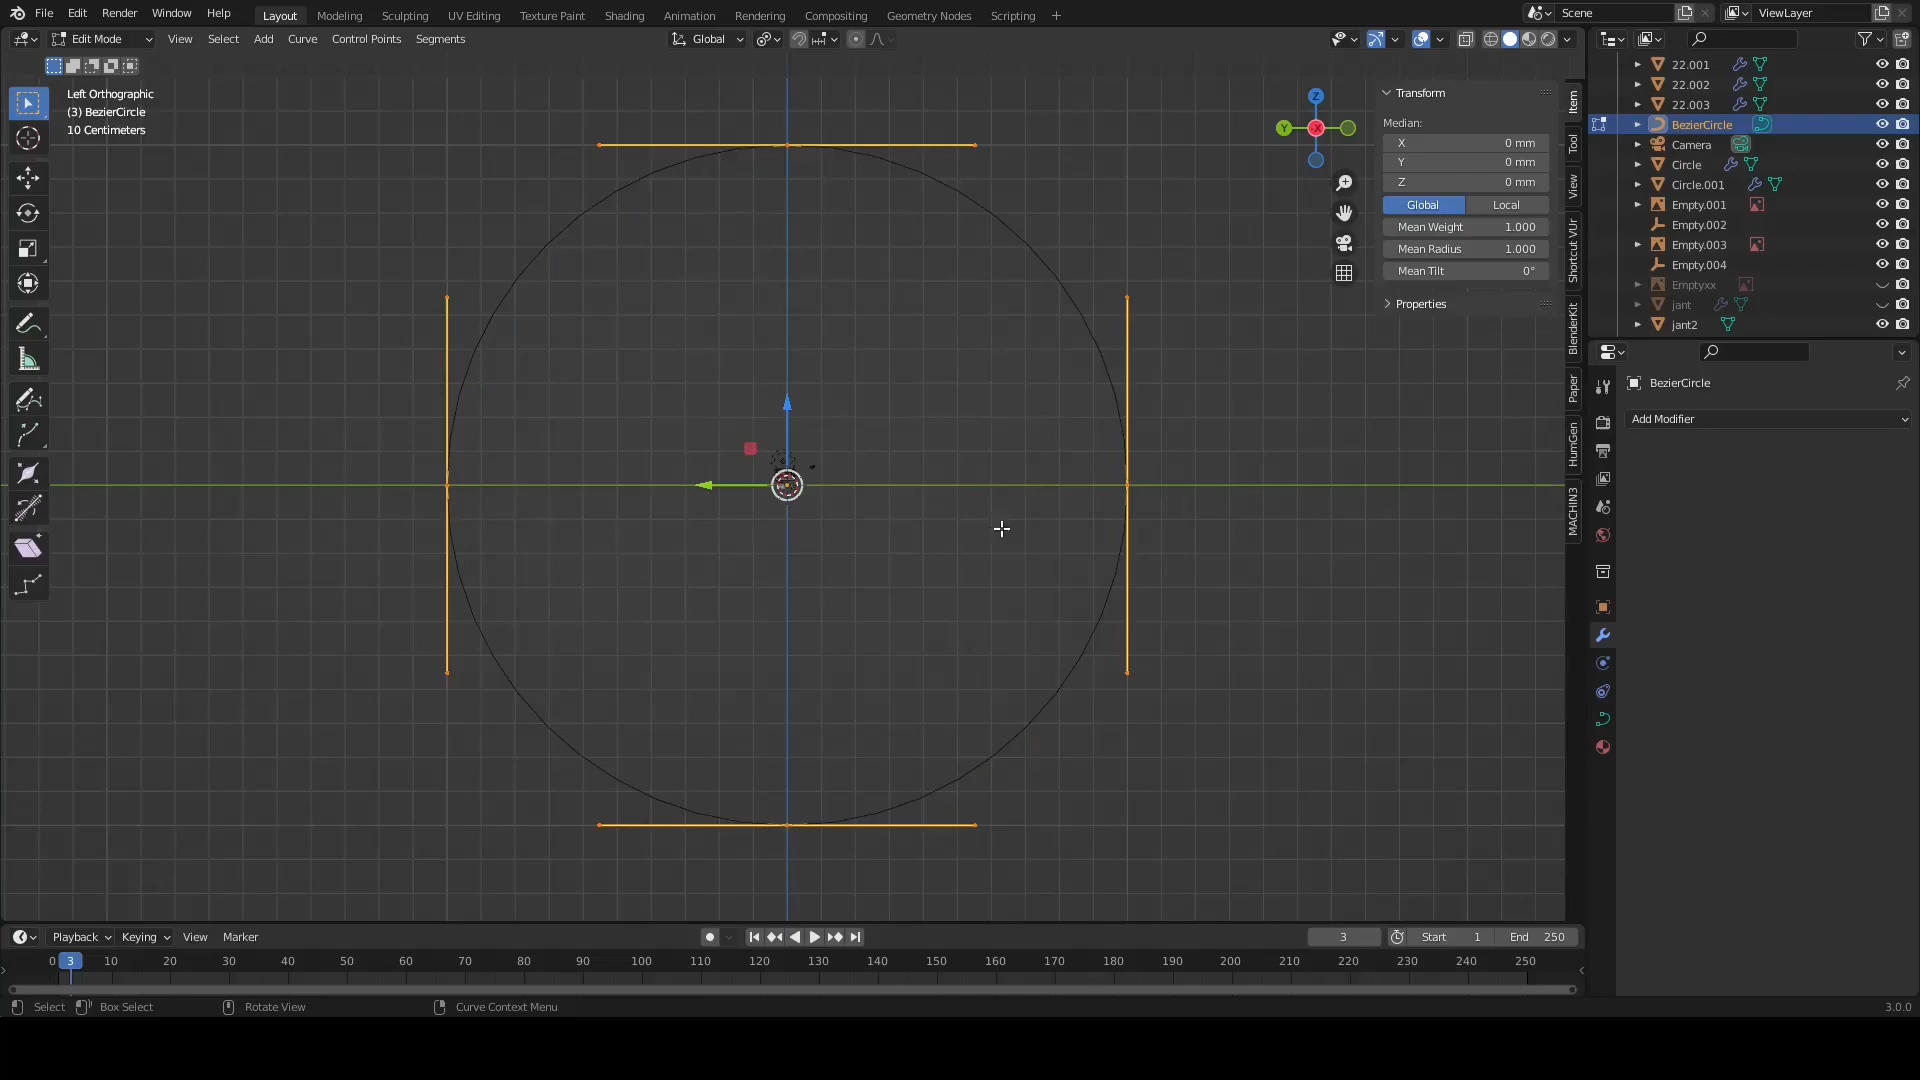 File Edit Render Window Help Layout Modeling Sculpting UV Editing Texture Paint Shading Animation Rendering Compositing Geometry Nodes Scripting + Scene ViewLayer
Edit Mode View Select Add Curve Control Points Segments Global
Left Orthographic
(3) BezierCircle
10 Centimeters
Z
Y
X
Transform
Median:
X 0 mm
Y 0 mm
Z 0 mm
Global Local
Mean Weight 1.000
Mean Radius 1.000
Mean Tilt 0°
Properties
Item
Tool
View
Shortcut VUr
BlenderKit
Paper
HumGen
MACHIN3
22.001
22.002
22.003
BezierCircle
Camera
Circle
Circle.001
Empty.001
Empty.002
Empty.003
Empty.004
Emptyxx
jant
jant2
BezierCircle
Add Modifier
Playback Keying View Marker 3 Start 1 End 250
0 3 10 20 30 40 50 60 70 80 90 100 110 120 130 140 150 160 170 180 190 200 210 220 230 240 250
Select Box Select Rotate View Curve Context Menu 3.0.0